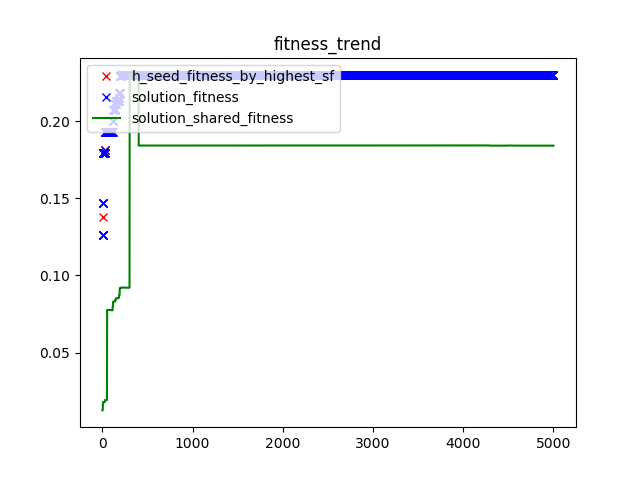 fitness_trend
h_seed_fitness_by_highest_sf
solution_fitness
solution_shared_fitness
0.20
0.15
0.10
0.05
0 1000 2000 3000 4000 5000